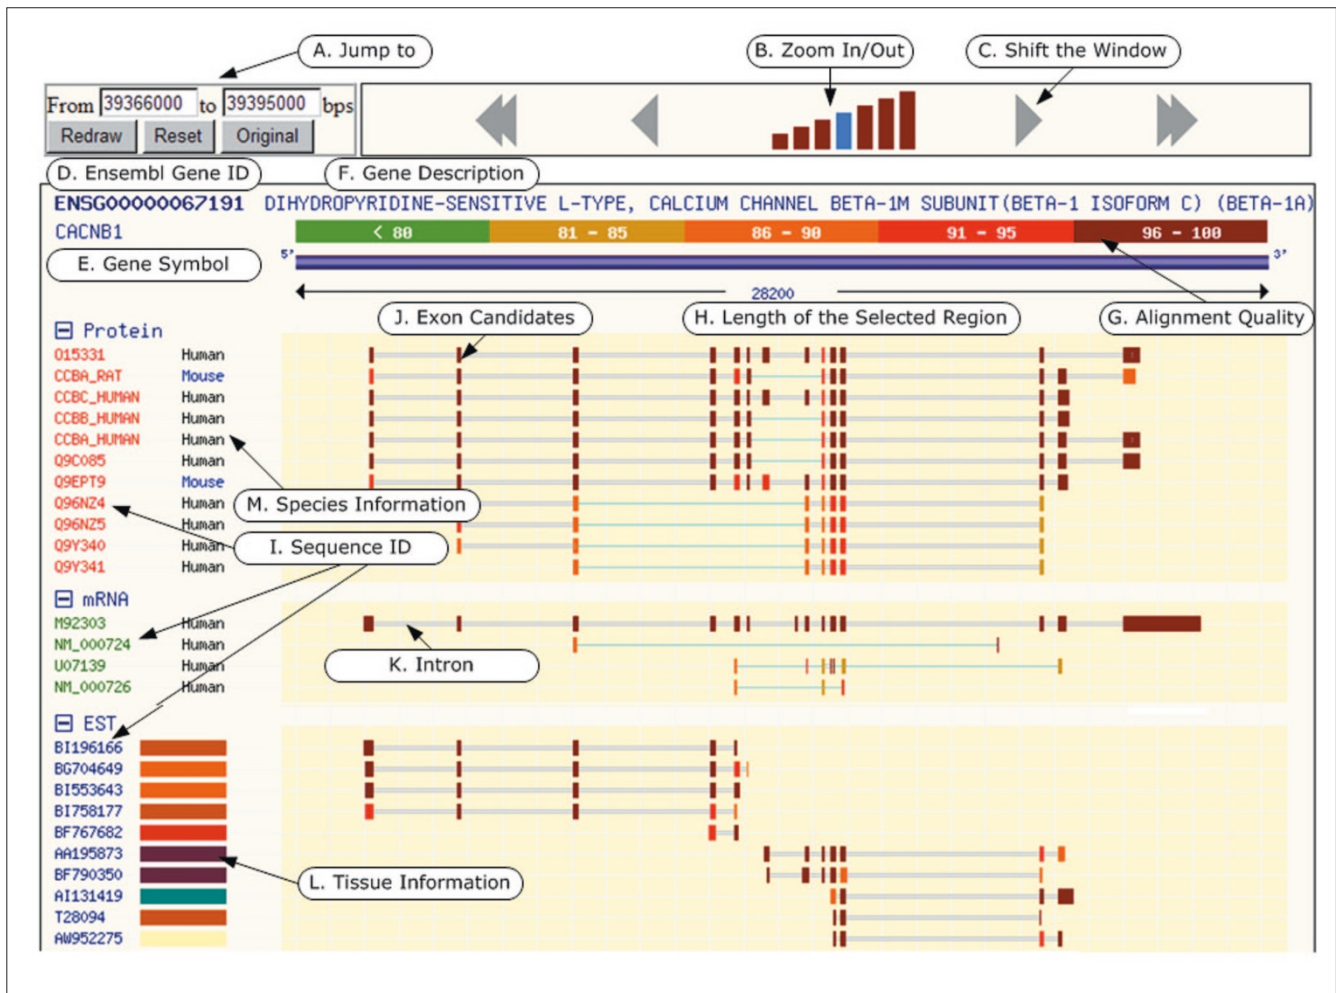 A. Jump to
B. Zoom In/Out
C. Shift the Window
From 39366000 to 39395000 bps
Redraw Reset Original
D. Ensembl Gene ID
F. Gene Description
ENSG00000067191 DIHYDROPYRIDINE-SENSITIVE L-TYPE, CALCIUM CHANNEL BETA-1M SUBUNIT(BETA-1 ISOFORM C) (BETA-1A)
CACNB1
< 80 81 - 85 86 - 90 91 - 95 96 - 100
E. Gene Symbol
5' 3'
28200
J. Exon Candidates
H. Length of the Selected Region
G. Alignment Quality
Protein
O15331 Human
CCBA_RAT Mouse
CCBC_HUMAN Human
CCBB_HUMAN Human
CCBA_HUMAN Human
Q9C085 Human
Q9EPT9 Mouse
M. Species Information
Q96NZ4 Human
Q96NZ5 Human
I. Sequence ID
Q9Y340 Human
Q9Y341 Human
mRNA
M92303 Human
NM_000724 Human
K. Intron
U07139 Human
NM_000726 Human
EST
BI196166
BG704649
BI553643
BI758177
BF767682
AA195873
BF790350
L. Tissue Information
AI131419
T28094
AW952275